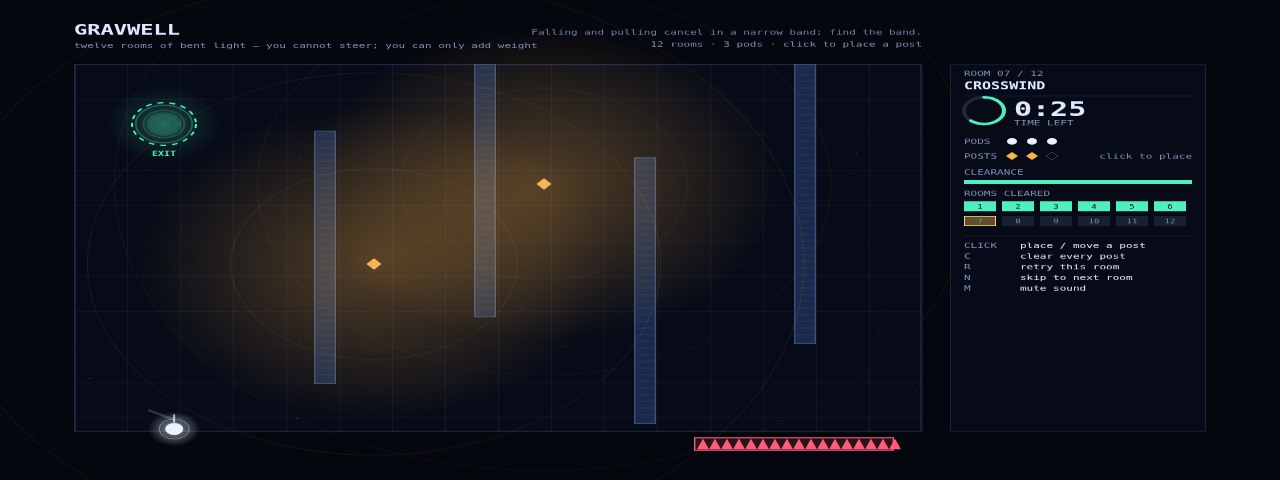 GRAVWELL
twelve rooms of bent light — you cannot steer; you can only add weight
Falling and pulling cancel in a narrow band; find the band.
12 rooms · 3 pods · click to place a post
EXIT
ROOM 07 / 12
CROSSWIND
0:25
TIME LEFT
PODS
POSTS click to place
CLEARANCE
ROOMS CLEARED
1 2 3 4 5 6
7 8 9 10 11 12
CLICK place / move a post
C clear every post
R retry this room
N skip to next room
M mute sound